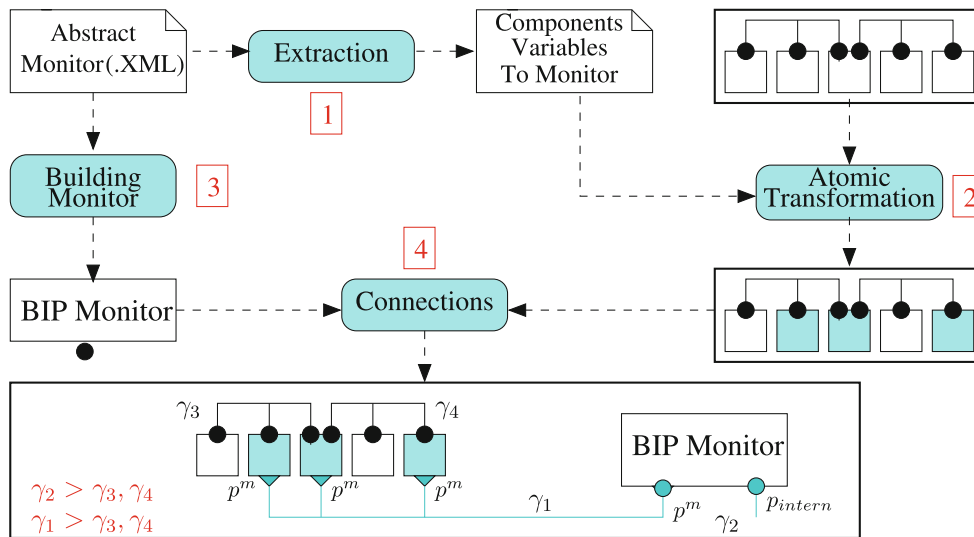 Abstract
Monitor(.XML)
Extraction
1
Components
Variables
To Monitor
Building
Monitor
3
Atomic
Transformation
2
4
BIP Monitor
Connections
γ3
γ4
BIP Monitor
γ2 > γ3, γ4
γ1 > γ3, γ4
p^m
p^m
p^m
γ1
p^m
γ2
p_intern